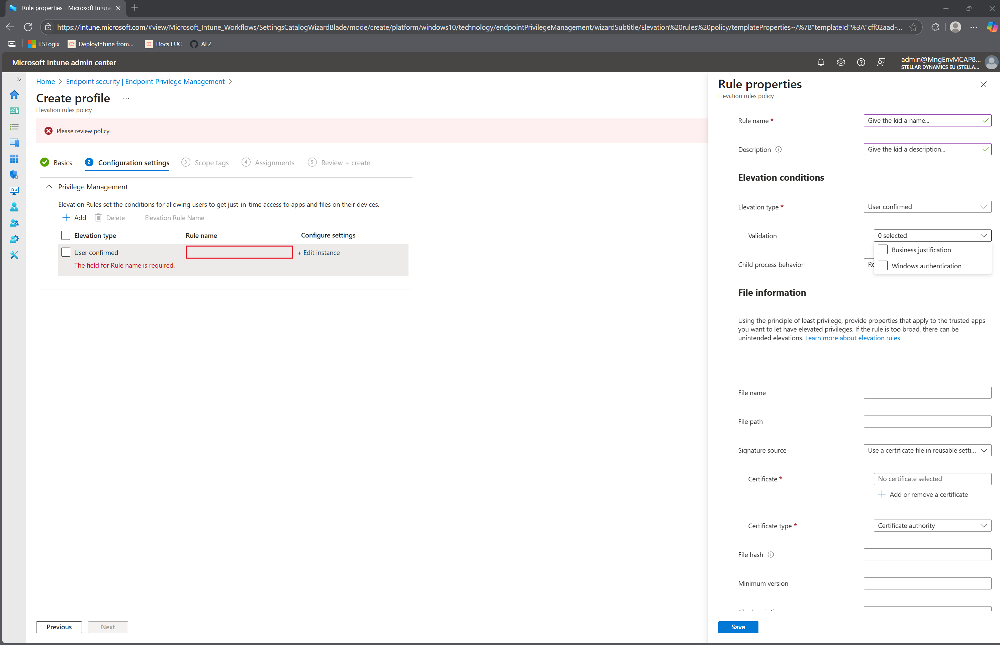 Rule properties - Microsoft Intune
https://intune.microsoft.com/#view/Microsoft_Intune_Workflows/SettingsCatalogWizardBlade/mode/create/platform/windows10/technology/endpointPrivilegeManagement/wizardSubtitle/Elevation%20rules%20policy/templateProperties~/%7B"templateId"%3A"cff02aad-...
FSLogix
DeployIntune from...
Docs EUC
ALZ
Microsoft Intune admin center
admin@MngEnvMCAP8...
STELLAR DYNAMICS EU (STELLA...
Home > Endpoint security | Endpoint Privilege Management >
Create profile ...
Elevation rules policy
Please review policy.
Basics
2 Configuration settings
3 Scope tags
4 Assignments
5 Review + create
Privilege Management
Elevation Rules set the conditions for allowing users to get just-in-time access to apps and files on their devices.
+ Add
Delete
Elevation Rule Name
Elevation type
Rule name
Configure settings
User confirmed
+ Edit instance
The field for Rule name is required.
Previous
Next
Rule properties
Elevation rules policy
Rule name *
Give the kid a name...
Description
Give the kid a description...
Elevation conditions
Elevation type *
User confirmed
Validation
0 selected
Business justification
Windows authentication
Child process behavior
Re
File information
Using the principle of least privilege, provide properties that apply to the trusted apps
you want to let have elevated privileges. If the rule is too broad, there can be
unintended elevations. Learn more about elevation rules
File name
File path
Signature source
Use a certificate file in reusable setti...
Certificate *
No certificate selected
+ Add or remove a certificate
Certificate type *
Certificate authority
File hash
Minimum version
Save